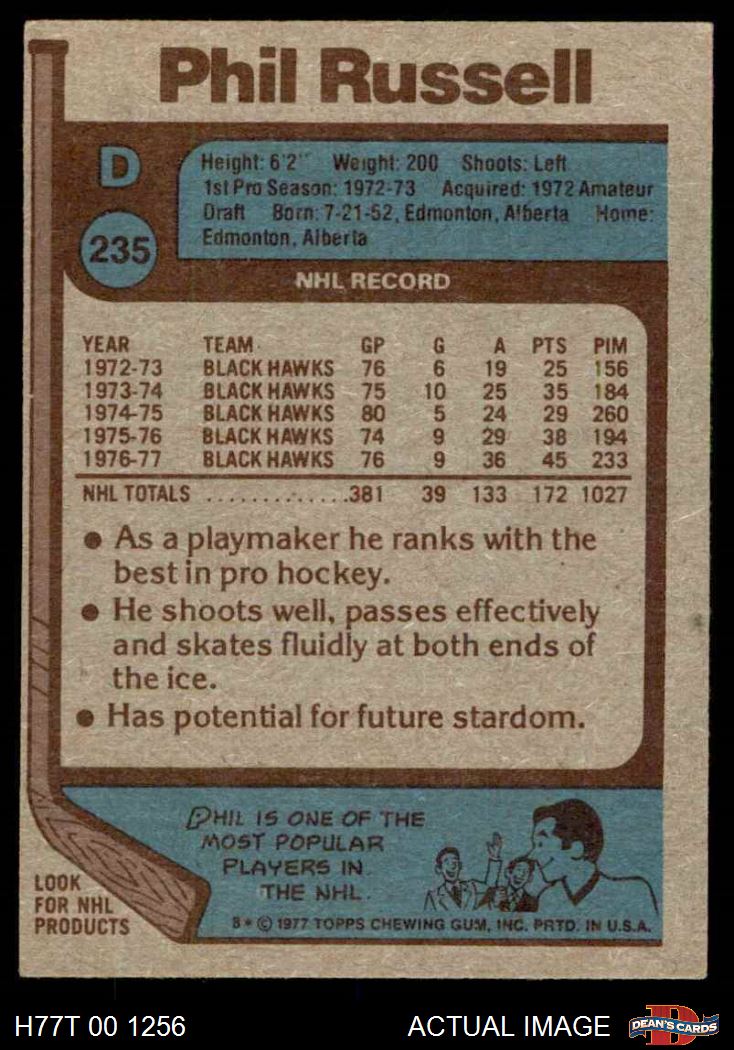 Phil Russell
D
235
Height: 6'2" Weight: 200 Shoots: Left
1st Pro Season: 1972-73 Acquired: 1972 Amateur
Draft Born: 7-21-52, Edmonton, Alberta Home:
Edmonton, Alberta
NHL RECORD
YEAR TEAM GP G A PTS PIM
1972-73 BLACK HAWKS 76 6 19 25 156
1973-74 BLACK HAWKS 75 10 25 35 184
1974-75 BLACK HAWKS 80 5 24 29 260
1975-76 BLACK HAWKS 74 9 29 38 194
1976-77 BLACK HAWKS 76 9 36 45 233
NHL TOTALS ..............381 39 133 172 1027
• As a playmaker he ranks with the
best in pro hockey.
• He shoots well, passes effectively
and skates fluidly at both ends of
the ice.
• Has potential for future stardom.
PHIL IS ONE OF THE
MOST POPULAR
PLAYERS IN
THE NHL.
LOOK
FOR NHL
PRODUCTS
8* © 1977 TOPPS CHEWING GUM, INC. PRTD. IN U.S.A.
H77T 00 1256
ACTUAL IMAGE
DEAN'S CARDS